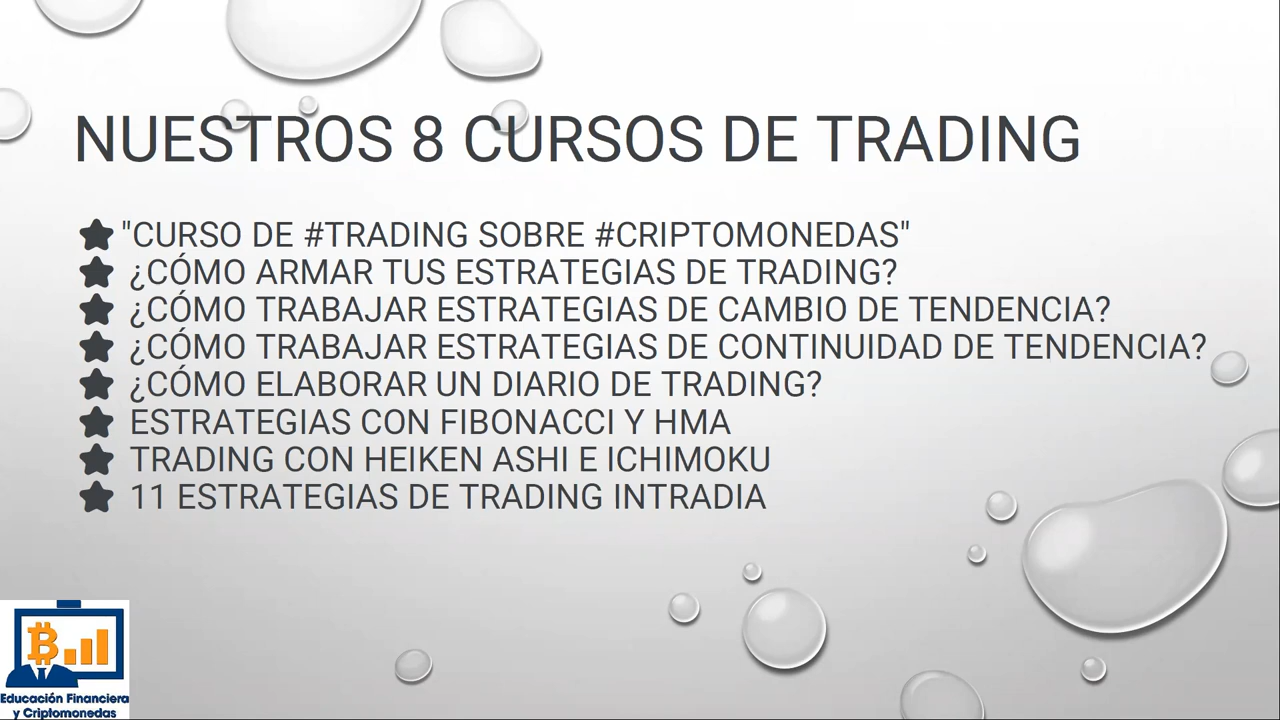 NUESTROS 8 CURSOS DE TRADING
"CURSO DE #TRADING SOBRE #CRIPTOMONEDAS"
¿CÓMO ARMAR TUS ESTRATEGIAS DE TRADING?
¿CÓMO TRABAJAR ESTRATEGIAS DE CAMBIO DE TENDENCIA?
¿CÓMO TRABAJAR ESTRATEGIAS DE CONTINUIDAD DE TENDENCIA?
¿CÓMO ELABORAR UN DIARIO DE TRADING?
ESTRATEGIAS CON FIBONACCI Y HMA
TRADING CON HEIKEN ASHI E ICHIMOKU
11 ESTRATEGIAS DE TRADING INTRADIA
Educación Financiera
y Criptomonedas